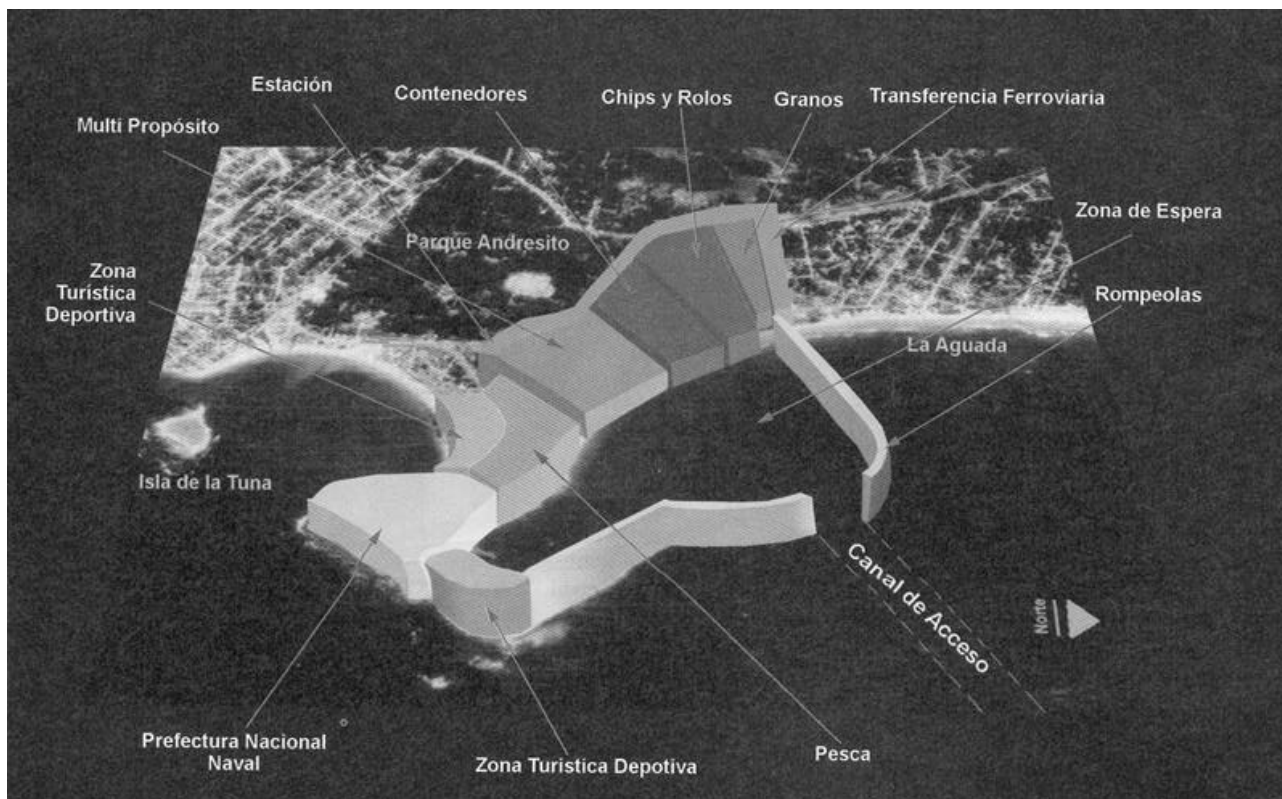 Estación
Contenedores
Chips y Rolos
Granos
Transferencia Ferroviaria
Multi Propósito
Zona de Espera
Parque Andresito
Zona
Turística
Deportiva
Rompeolas
La Aguada
Isla de la Tuna
Canal de Acceso
Norte
Prefectura Nacional
Naval
Zona Turistica Depotiva
Pesca